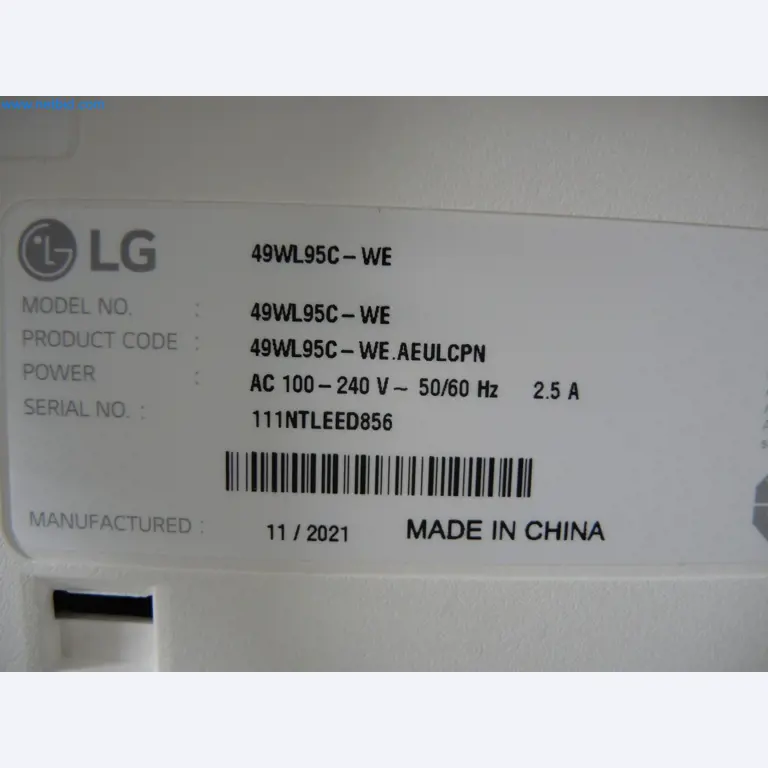 LG 49WL95C-WE
MODEL NO. : 49WL95C-WE
PRODUCT CODE : 49WL95C-WE.AEULCPN
POWER : AC 100-240 V~ 50/60 Hz 2.5 A
SERIAL NO. : 111NTLEED856
MANUFACTURED : 11 / 2021 MADE IN CHINA